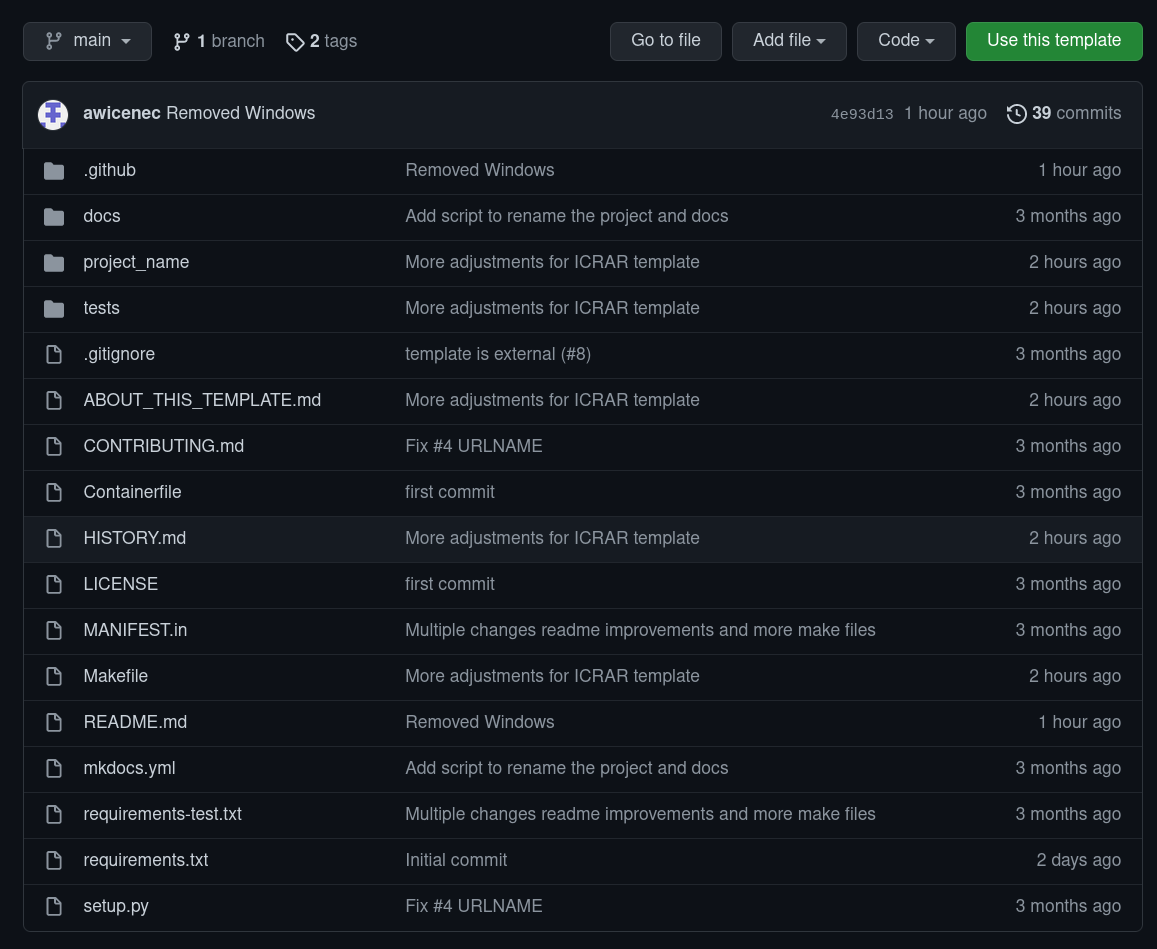 main 1 branch 2 tags Go to file Add file Code Use this template
awicenec Removed Windows 4e93d13 1 hour ago 39 commits
.github Removed Windows 1 hour ago
docs Add script to rename the project and docs 3 months ago
project_name More adjustments for ICRAR template 2 hours ago
tests More adjustments for ICRAR template 2 hours ago
.gitignore template is external (#8) 3 months ago
ABOUT_THIS_TEMPLATE.md More adjustments for ICRAR template 2 hours ago
CONTRIBUTING.md Fix #4 URLNAME 3 months ago
Containerfile first commit 3 months ago
HISTORY.md More adjustments for ICRAR template 2 hours ago
LICENSE first commit 3 months ago
MANIFEST.in Multiple changes readme improvements and more make files 3 months ago
Makefile More adjustments for ICRAR template 2 hours ago
README.md Removed Windows 1 hour ago
mkdocs.yml Add script to rename the project and docs 3 months ago
requirements-test.txt Multiple changes readme improvements and more make files 3 months ago
requirements.txt Initial commit 2 days ago
setup.py Fix #4 URLNAME 3 months ago